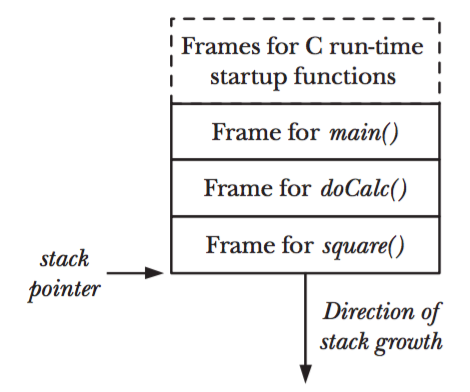 Frames for C run-time
startup functions
Frame for main()
Frame for doCalc()
Frame for square()
stack
pointer
Direction of
stack growth